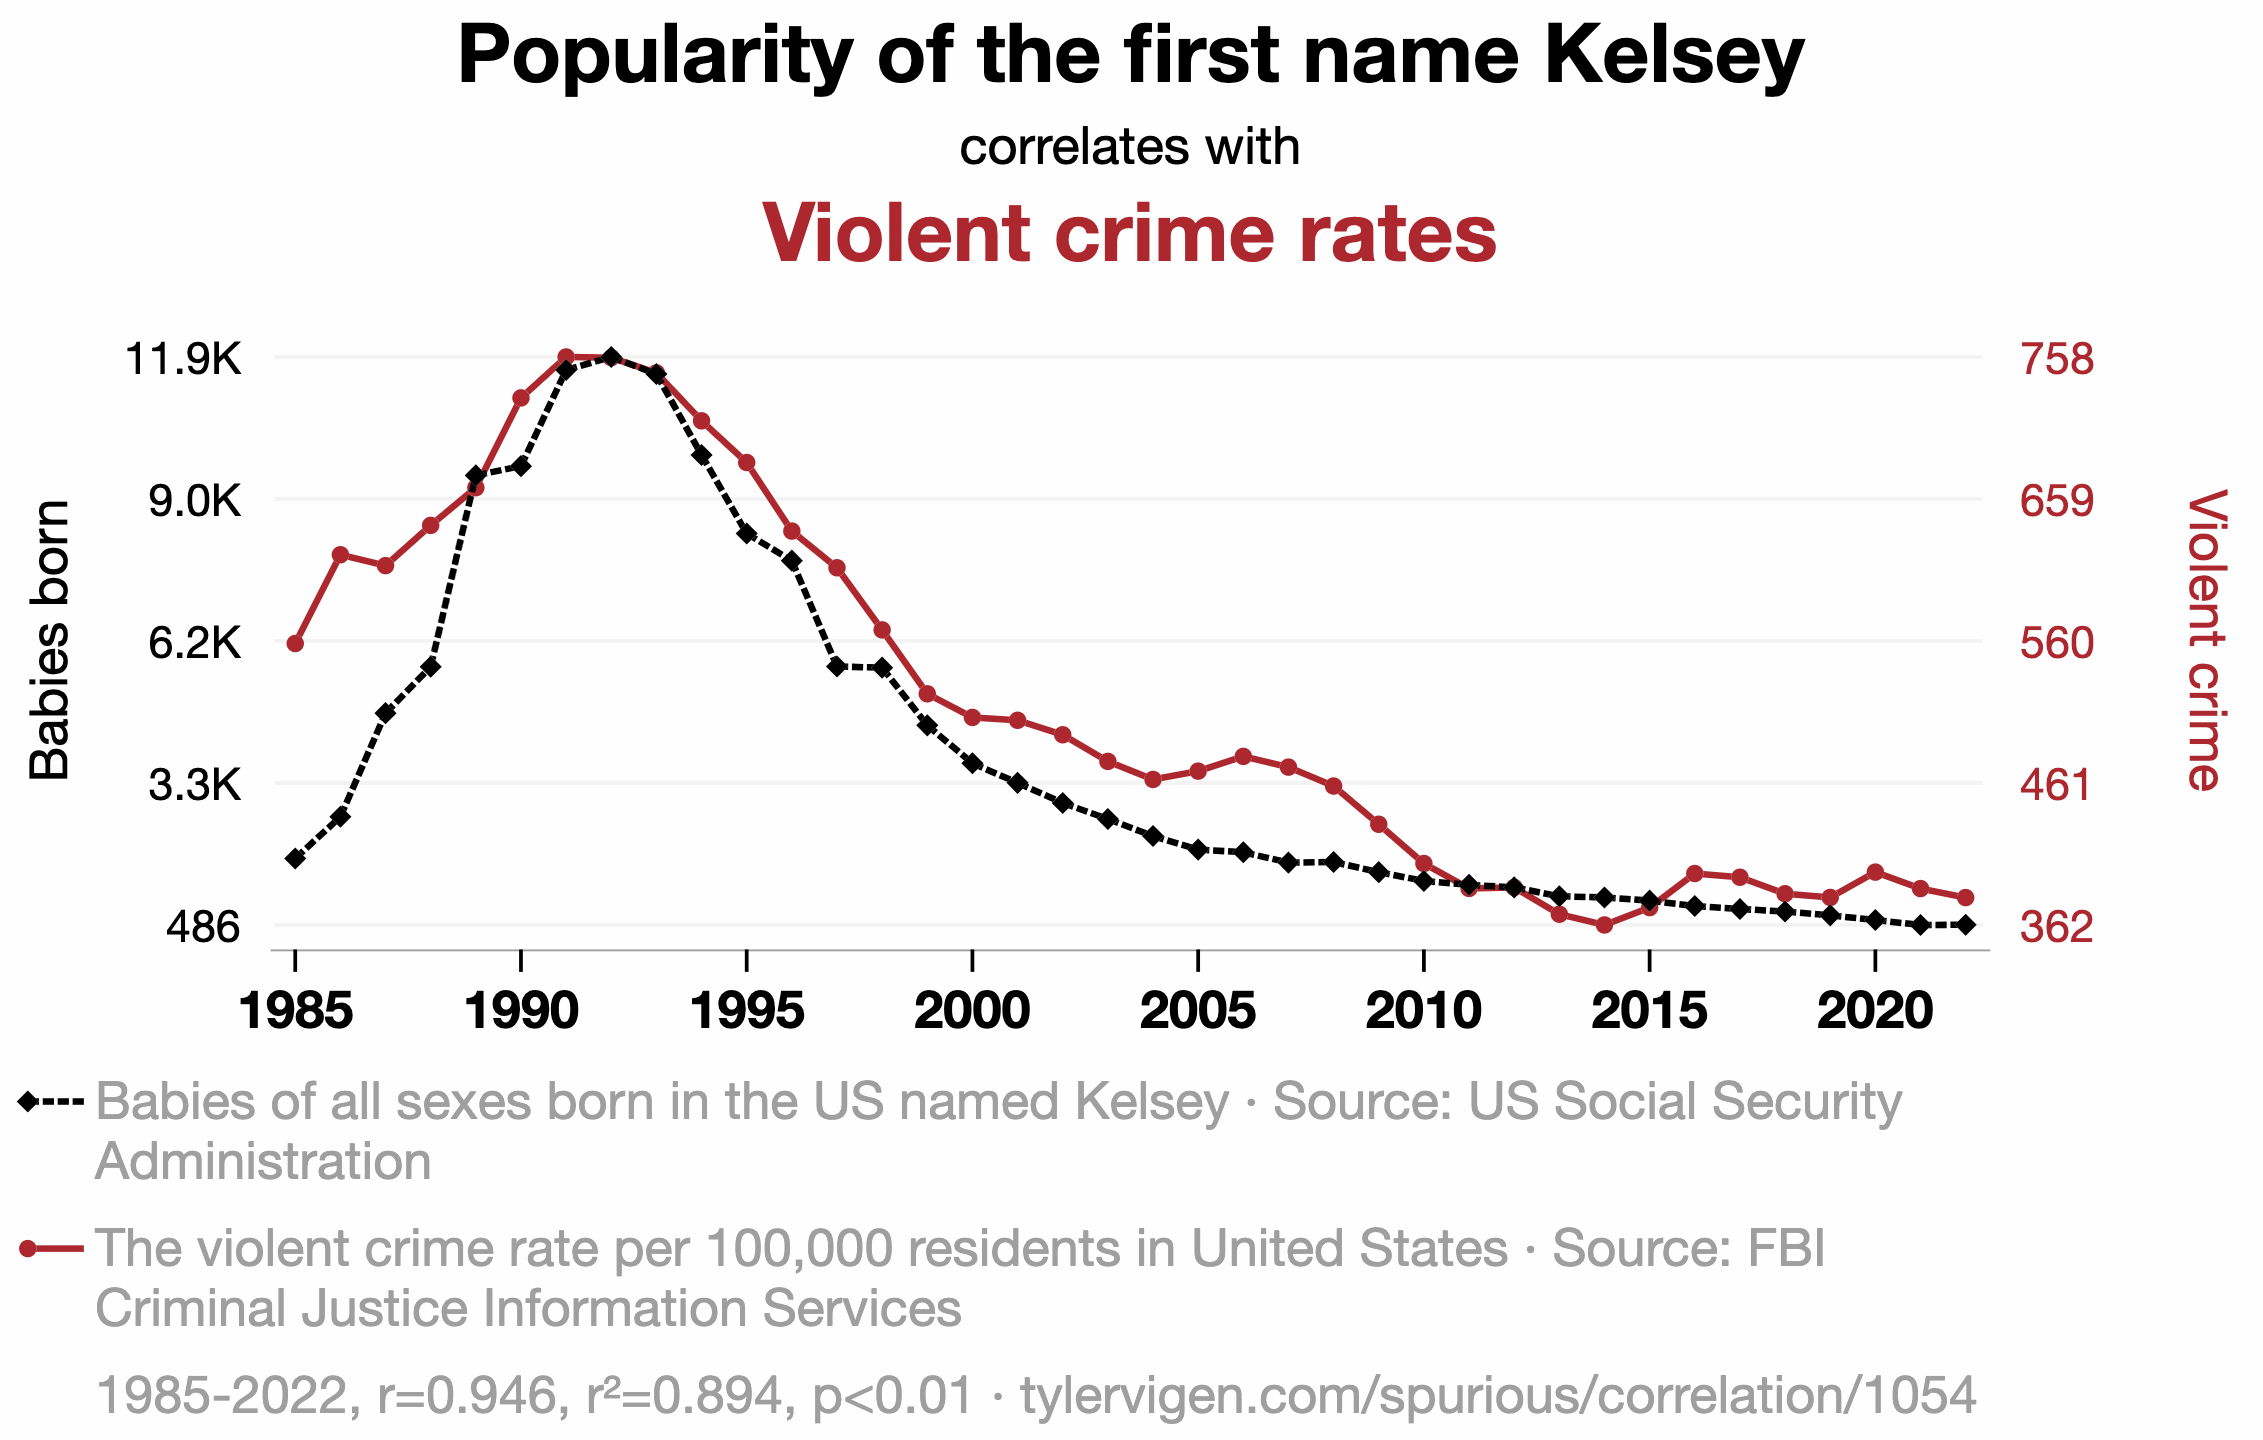 Popularity of the first name Kelsey
correlates with
Violent crime rates
11.9K
9.0K
6.2K
3.3K
486
Babies born
758
659
560
461
362
Violent crime
1985
1990
1995
2000
2005
2010
2015
2020
Babies of all sexes born in the US named Kelsey · Source: US Social Security
Administration
The violent crime rate per 100,000 residents in United States · Source: FBI
Criminal Justice Information Services
1985-2022, r=0.946, r²=0.894, p<0.01 · tylervigen.com/spurious/correlation/1054